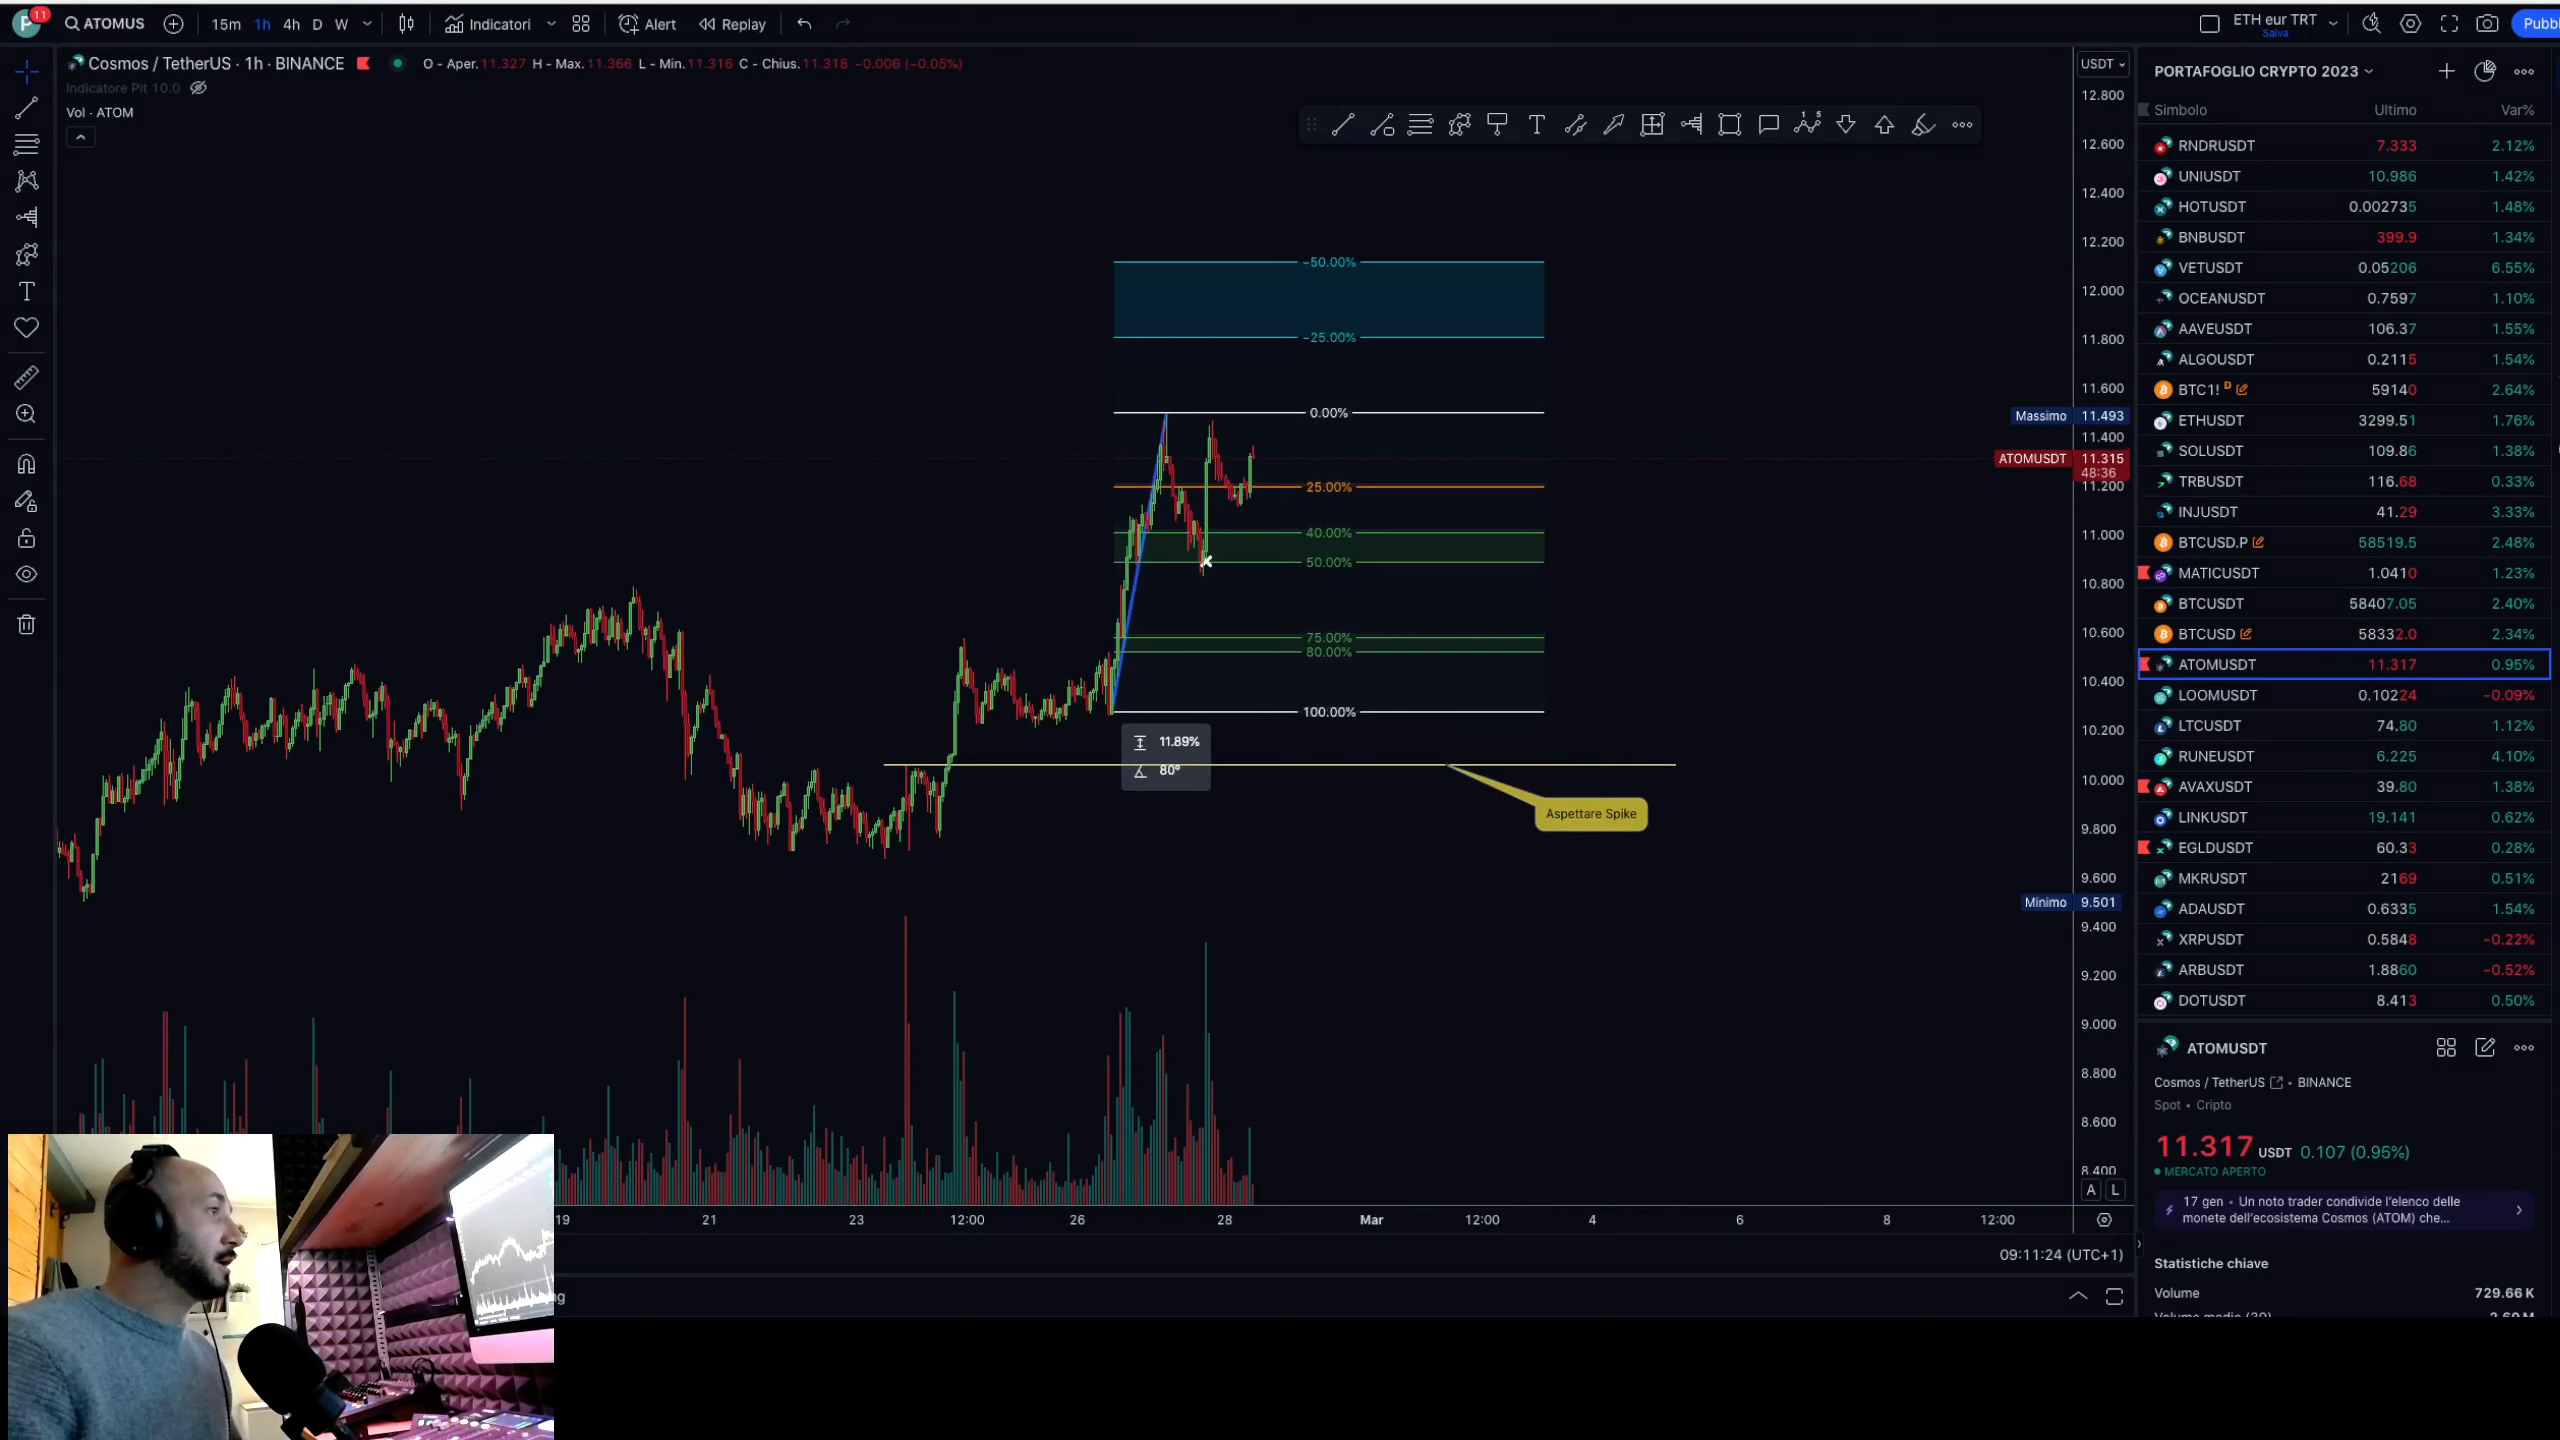 11
ATOMUS
15m 1h 4h D W
Indicatori
Alert
Replay
ETH eur TRT
Salva
Pubbl
Cosmos / TetherUS · 1h · BINANCE
O - Aper. 11.327 H - Max. 11.366 L - Min. 11.316 C - Chius. 11.318 -0.006 (-0.05%)
Indicatore Pit 10.0
Vol · ATOM
USDT
12.800
12.600
12.400
12.200
12.000
11.800
11.600
Massimo 11.493
11.400
ATOMUSDT 11.315
48:36
11.200
11.000
10.800
10.600
10.400
10.200
10.000
9.800
9.600
Minimo 9.501
9.400
9.200
9.000
8.800
8.600
8.400
A L
-50.00%
-25.00%
0.00%
25.00%
40.00%
50.00%
75.00%
80.00%
100.00%
11.89%
80º
Aspettare Spike
19 21 23 12:00 26 28 Mar 12:00 4 6 8 12:00
09:11:24 (UTC+1)
PORTAFOGLIO CRYPTO 2023
Simbolo Ultimo Var%
RNDRUSDT 7.333 2.12%
UNIUSDT 10.986 1.42%
HOTUSDT 0.002735 1.48%
BNBUSDT 399.9 1.34%
VETUSDT 0.05206 6.55%
OCEANUSDT 0.7597 1.10%
AAVEUSDT 106.37 1.55%
ALGOUSDT 0.2115 1.54%
BTC1! D 59140 2.64%
ETHUSDT 3299.51 1.76%
SOLUSDT 109.86 1.38%
TRBUSDT 116.68 0.33%
INJUSDT 41.29 3.33%
BTCUSD.P 58519.5 2.48%
MATICUSDT 1.0410 1.23%
BTCUSDT 58407.05 2.40%
BTCUSD 58332.0 2.34%
ATOMUSDT 11.317 0.95%
LOOMUSDT 0.10224 -0.09%
LTCUSDT 74.80 1.12%
RUNEUSDT 6.225 4.10%
AVAXUSDT 39.80 1.38%
LINKUSDT 19.141 0.62%
EGLDUSDT 60.33 0.28%
MKRUSDT 2169 0.51%
ADAUSDT 0.6335 1.54%
XRPUSDT 0.5848 -0.22%
ARBUSDT 1.8860 -0.52%
DOTUSDT 8.413 0.50%
ATOMUSDT
Cosmos / TetherUS • BINANCE
Spot • Cripto
11.317 USDT 0.107 (0.95%)
MERCATO APERTO
17 gen • Un noto trader condivide l'elenco delle
monete dell'ecosistema Cosmos (ATOM) che...
Statistiche chiave
Volume 729.66 K